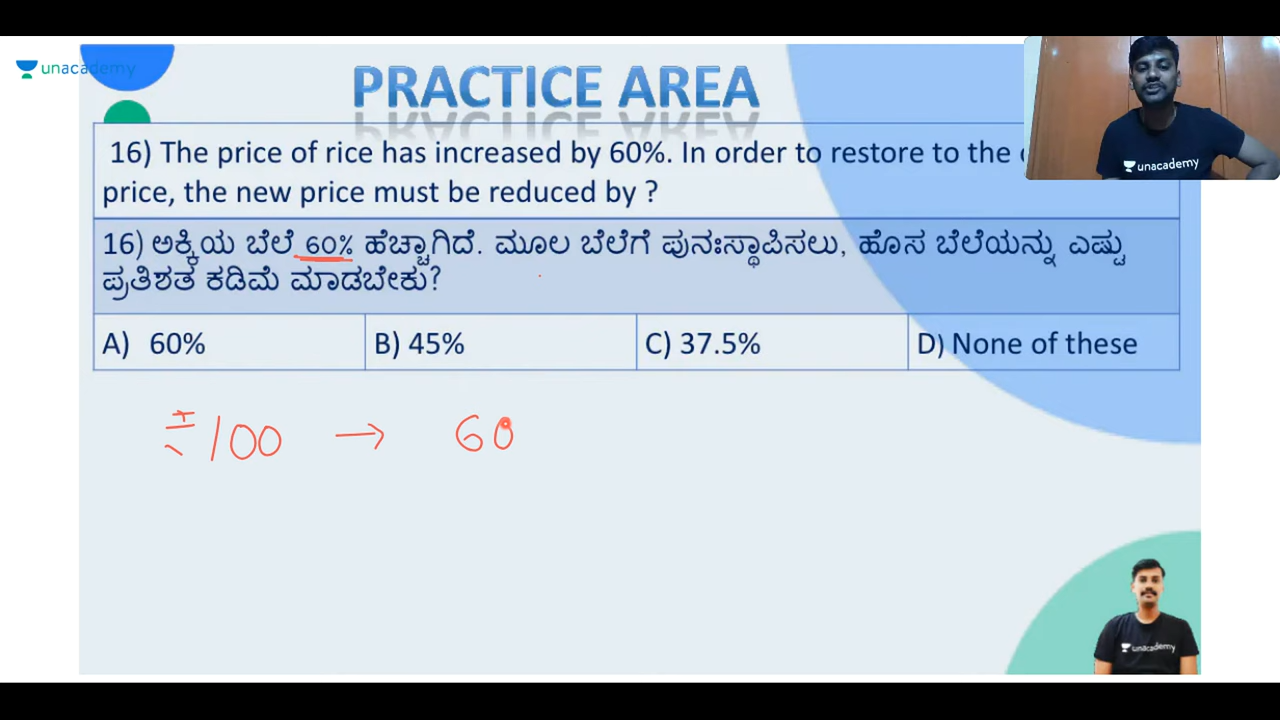 unacademy
PRACTICE AREA
16) The price of rice has increased by 60%. In order to restore to the
price, the new price must be reduced by ?
16) ಅಕ್ಕಿಯ ಬೆಲೆ 60% ಹೆಚ್ಚಾಗಿದೆ. ಮೂಲ ಬೆಲೆಗೆ ಪುನಃಸ್ಥಾಪಿಸಲು, ಹೊಸ ಬೆಲೆಯನ್ನು ಎಷ್ಟು
ಪ್ರತಿಶತ ಕಡಿಮೆ ಮಾಡಬೇಕು?
A) 60% B) 45% C) 37.5% D) None of these
₹100 → 60
unacademy
unacademy